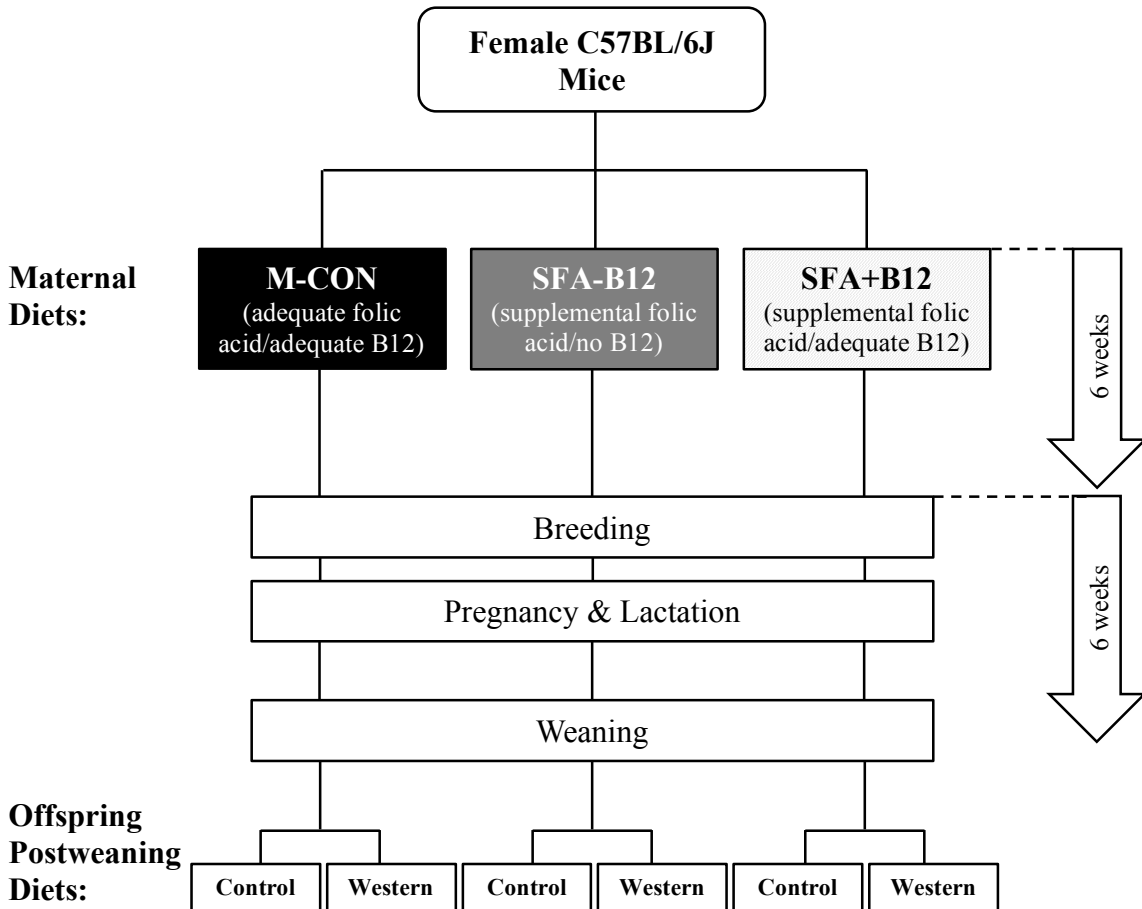 Female C57BL/6J
Mice
Maternal
Diets:
M-CON
(adequate folic
acid/adequate B12)
SFA-B12
(supplemental folic
acid/no B12)
SFA+B12
(supplemental folic
acid/adequate B12)
6 weeks
Breeding
Pregnancy & Lactation
6 weeks
Weaning
Offspring
Postweaning
Diets:
Control
Western
Control
Western
Control
Western